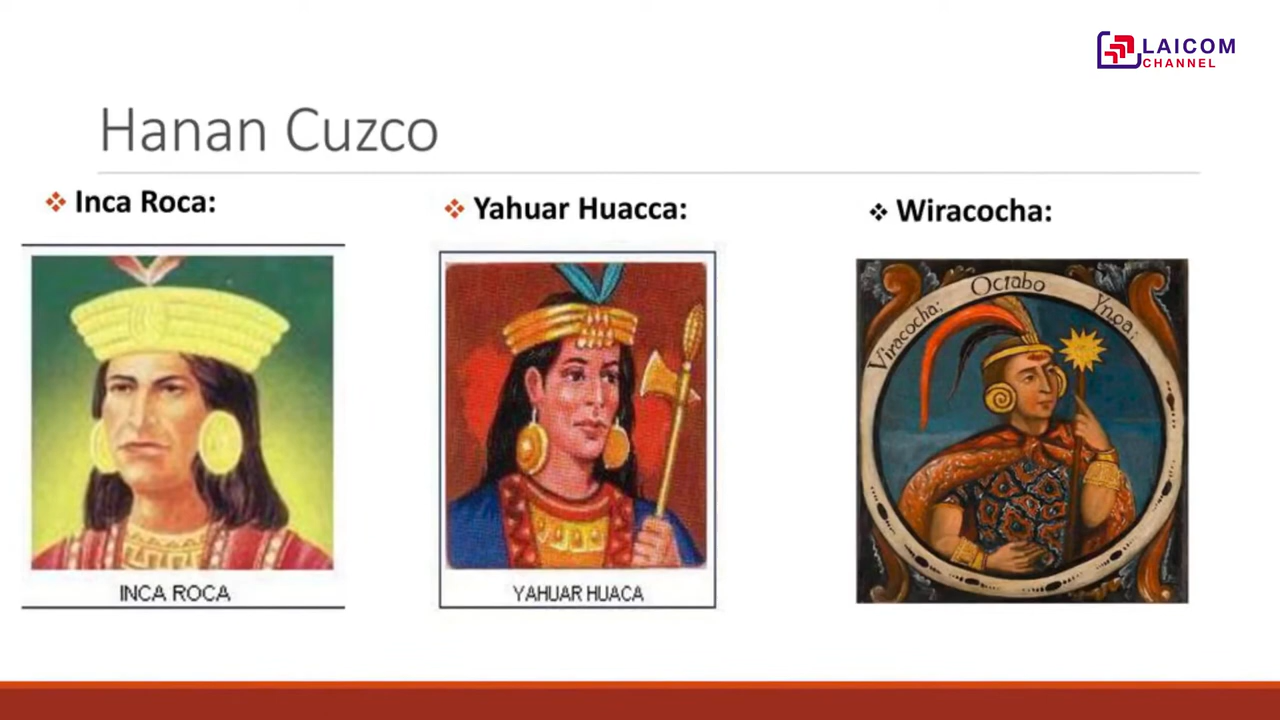 LAICOM
CHANNEL
Hanan Cuzco
Inca Roca:
Yahuar Huacca:
Wiracocha:
Viracocha: Octabo Ynga:
INCA ROCA
YAHUAR HUACA